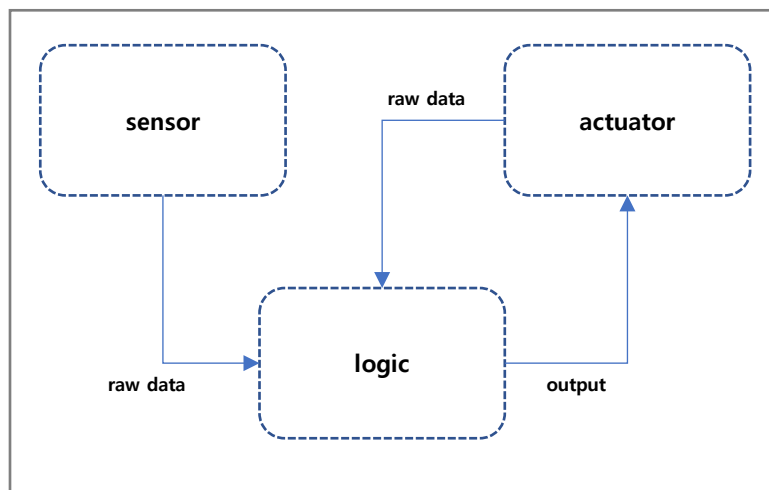 sensor
raw data
actuator
logic
raw data
output